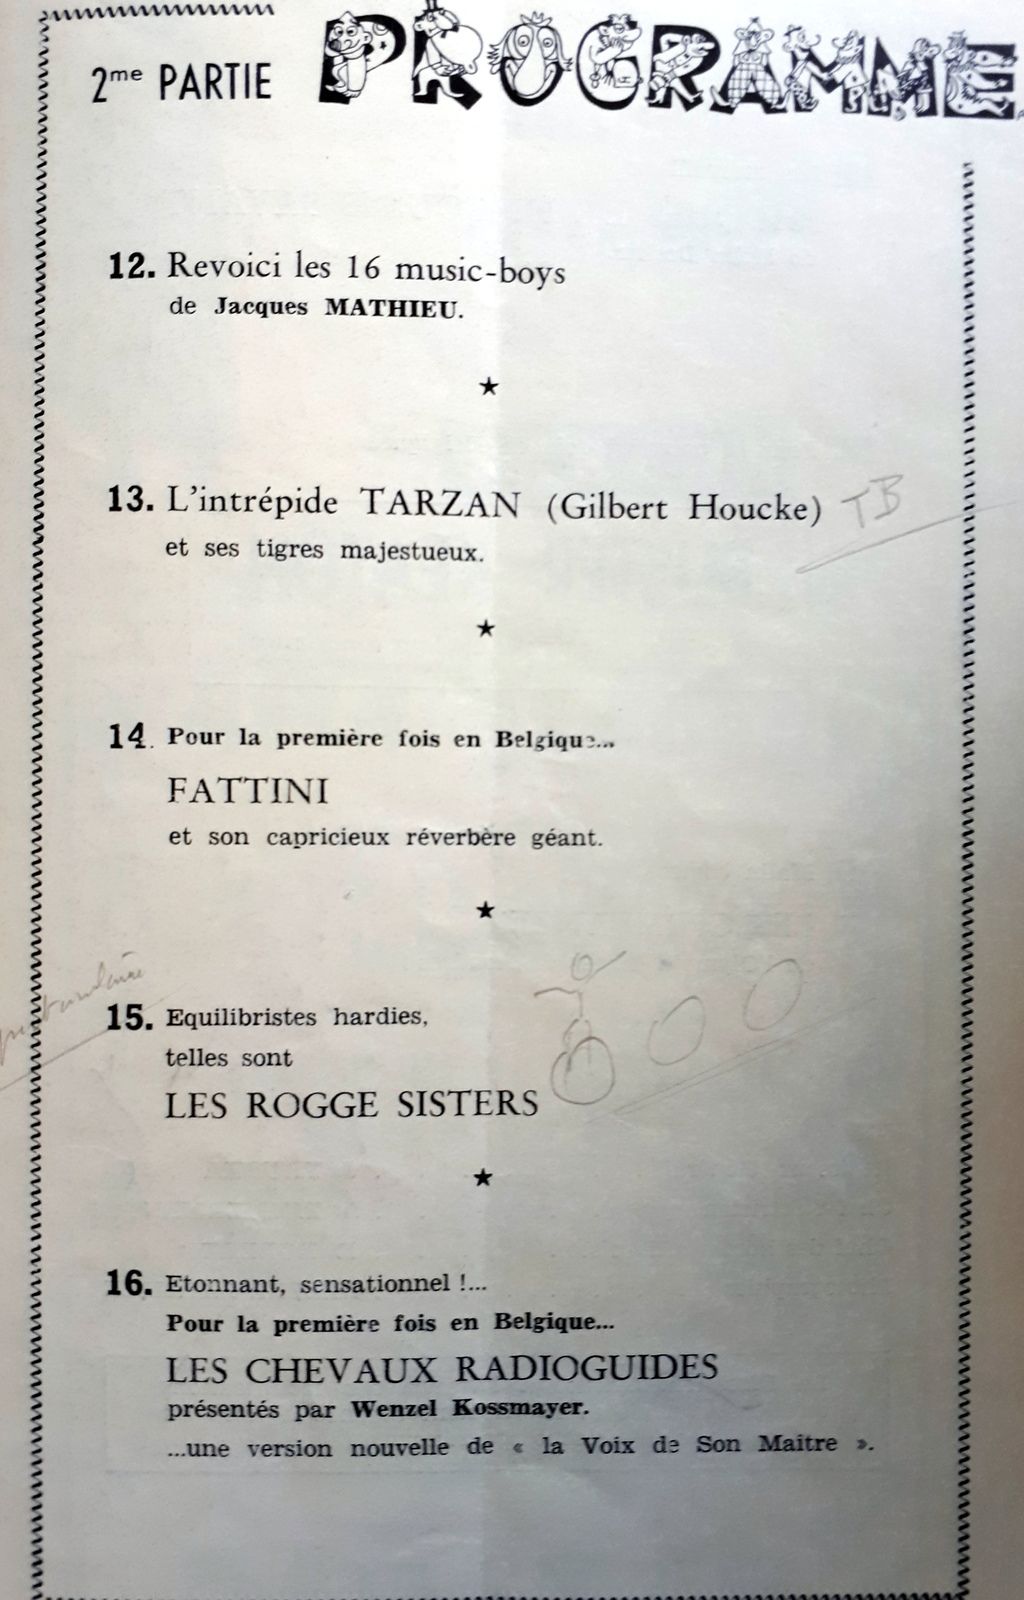 2me PARTIE PROGRAMME
12. Revoici les 16 music-boys
de Jacques MATHIEU.
13. L'intrépide TARZAN (Gilbert Houcke) TB
et ses tigres majestueux.
14. Pour la première fois en Belgique...
FATTINI
et son capricieux réverbère géant.
15. Equilibristes hardies,
telles sont
LES ROGGE SISTERS
16. Etonnant, sensationnel !...
Pour la première fois en Belgique...
LES CHEVAUX RADIOGUIDES
présentés par Wenzel Kossmayer.
...une version nouvelle de « la Voix de Son Maitre ».